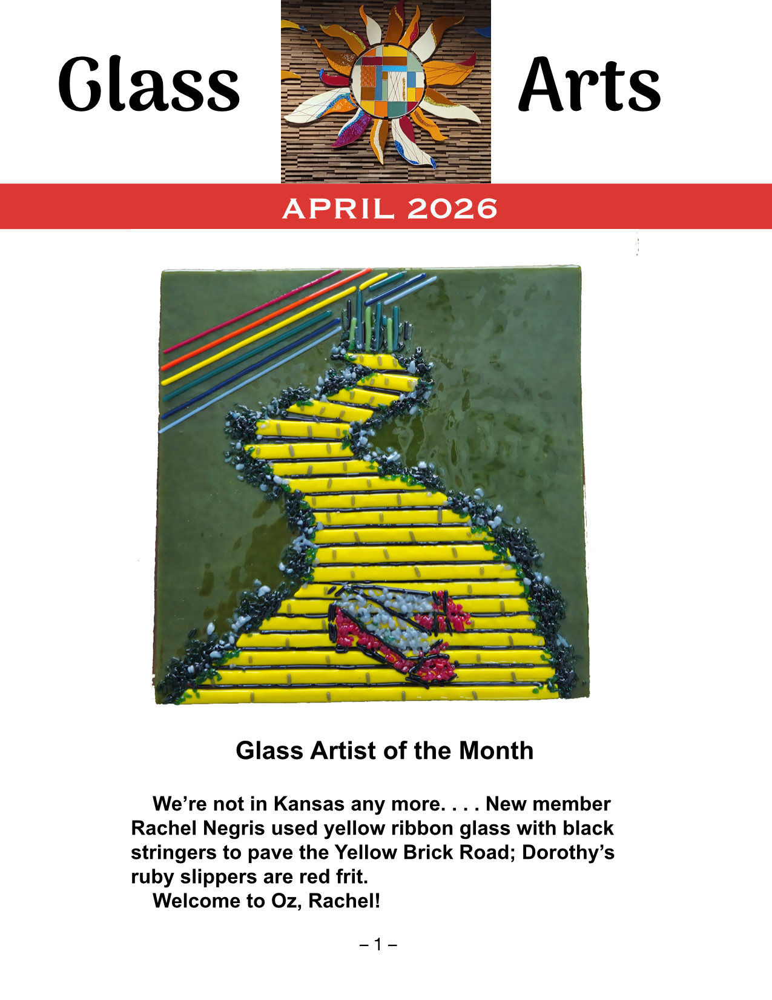 Glass Arts
APRIL 2026
Glass Artist of the Month
We’re not in Kansas any more. . . . New member
Rachel Negris used yellow ribbon glass with black
stringers to pave the Yellow Brick Road; Dorothy’s
ruby slippers are red frit.
Welcome to Oz, Rachel!
– 1 –